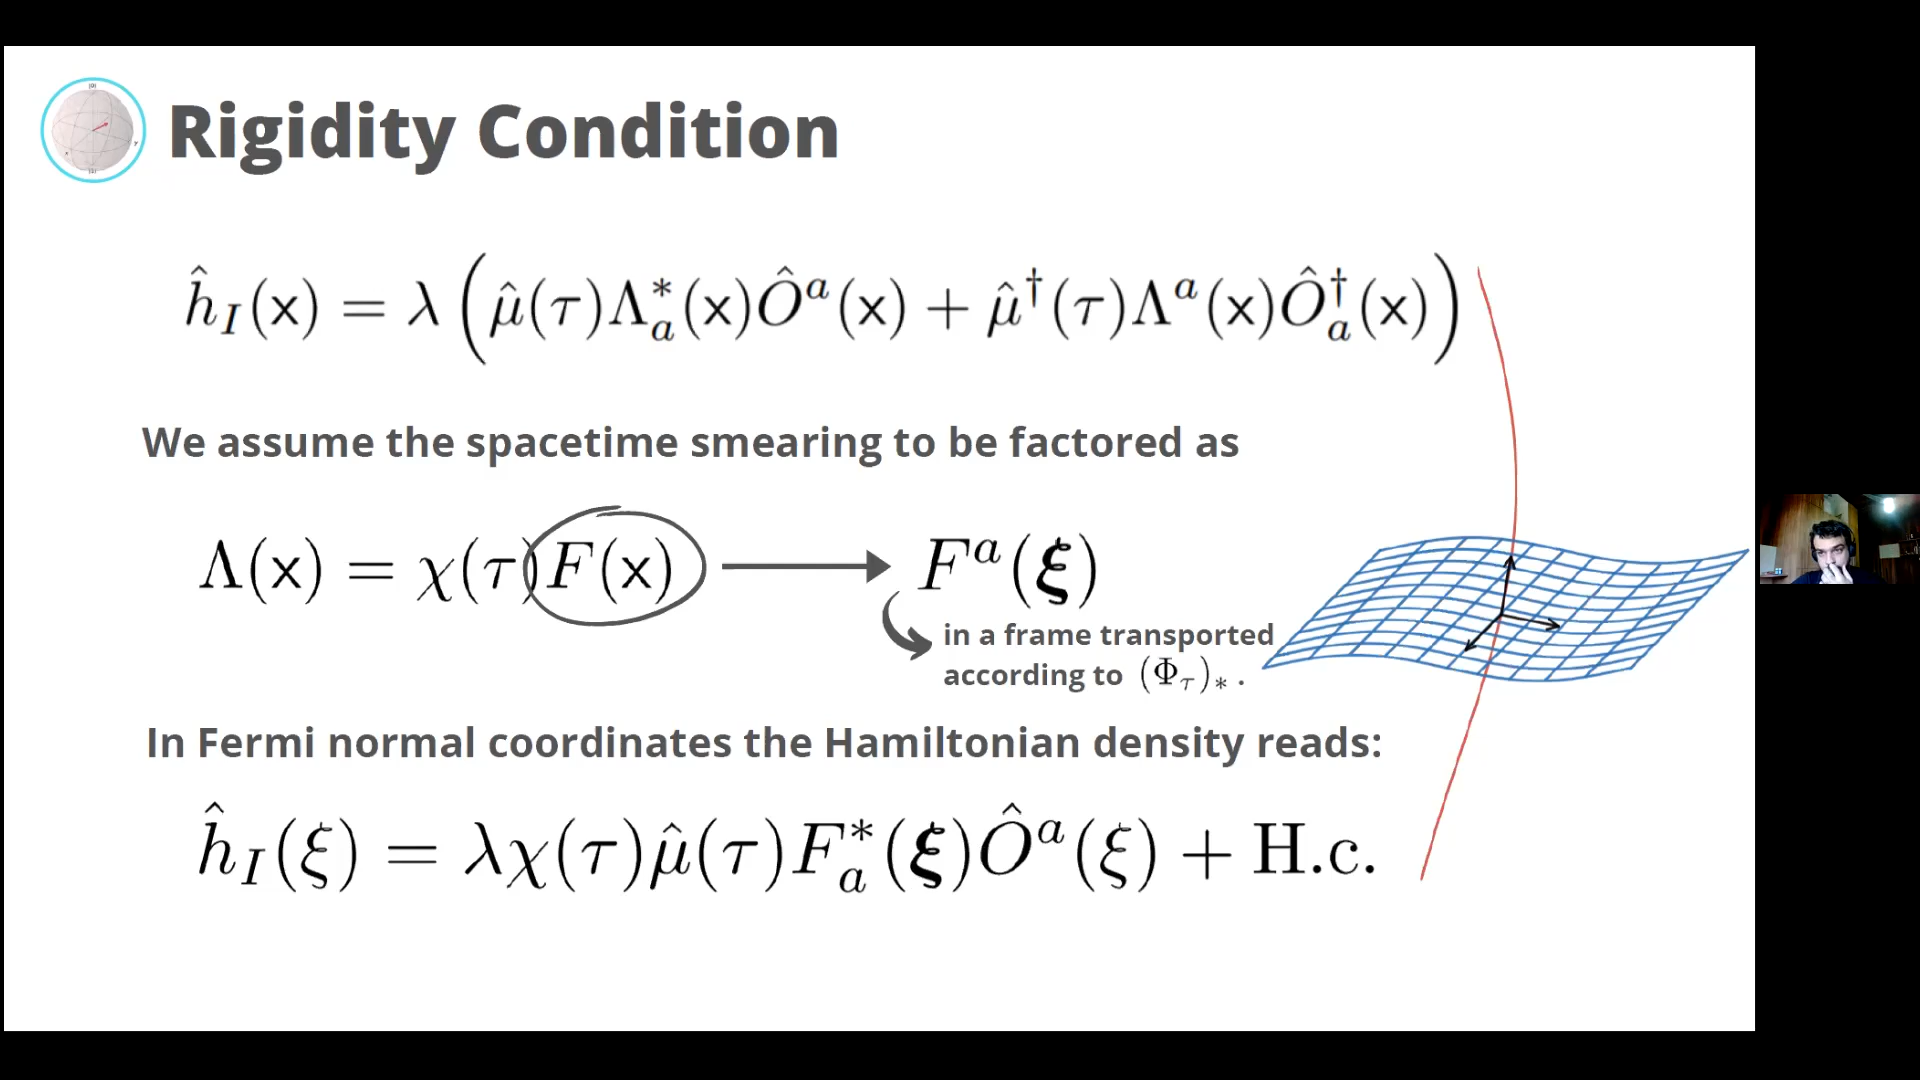 Rigidity Condition
ĥ_I(x) = λ(μ̂(τ)Λ*_a(x)Ô^a(x) + μ̂†(τ)Λ^a(x)Ô†_a(x))
We assume the spacetime smearing to be factored as
Λ(x) = χ(τ)F(x) → F^a(ξ)
in a frame transported
according to (Φ_τ)_* .
In Fermi normal coordinates the Hamiltonian density reads:
ĥ_I(ξ) = λχ(τ)μ̂(τ)F*_a(ξ)Ô^a(ξ) + H.c.